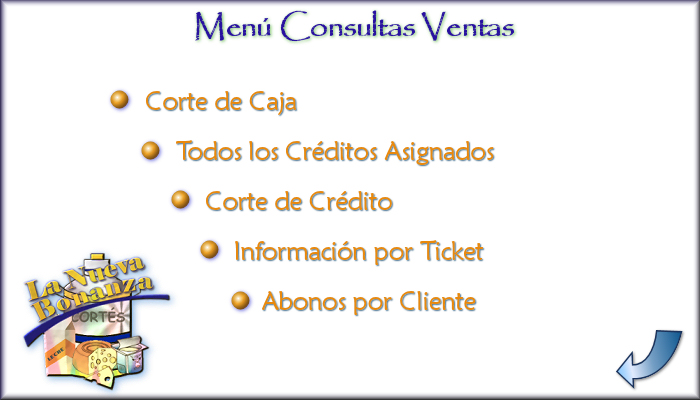 Menú Consultas Ventas
Corte de Caja
Todos los Créditos Asignados
Corte de Crédito
Información por Ticket
Abonos por Cliente
La Nueva
Bonanza
CORTES
LECHE